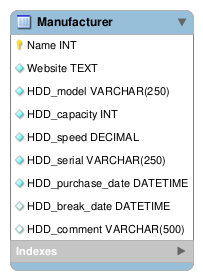 Manufacturer
Name INT
Website TEXT
HDD_model VARCHAR(250)
HDD_capacity INT
HDD_speed DECIMAL
HDD_serial VARCHAR(250)
HDD_purchase_date DATETIME
HDD_break_date DATETIME
HDD_comment VARCHAR(500)
Indexes